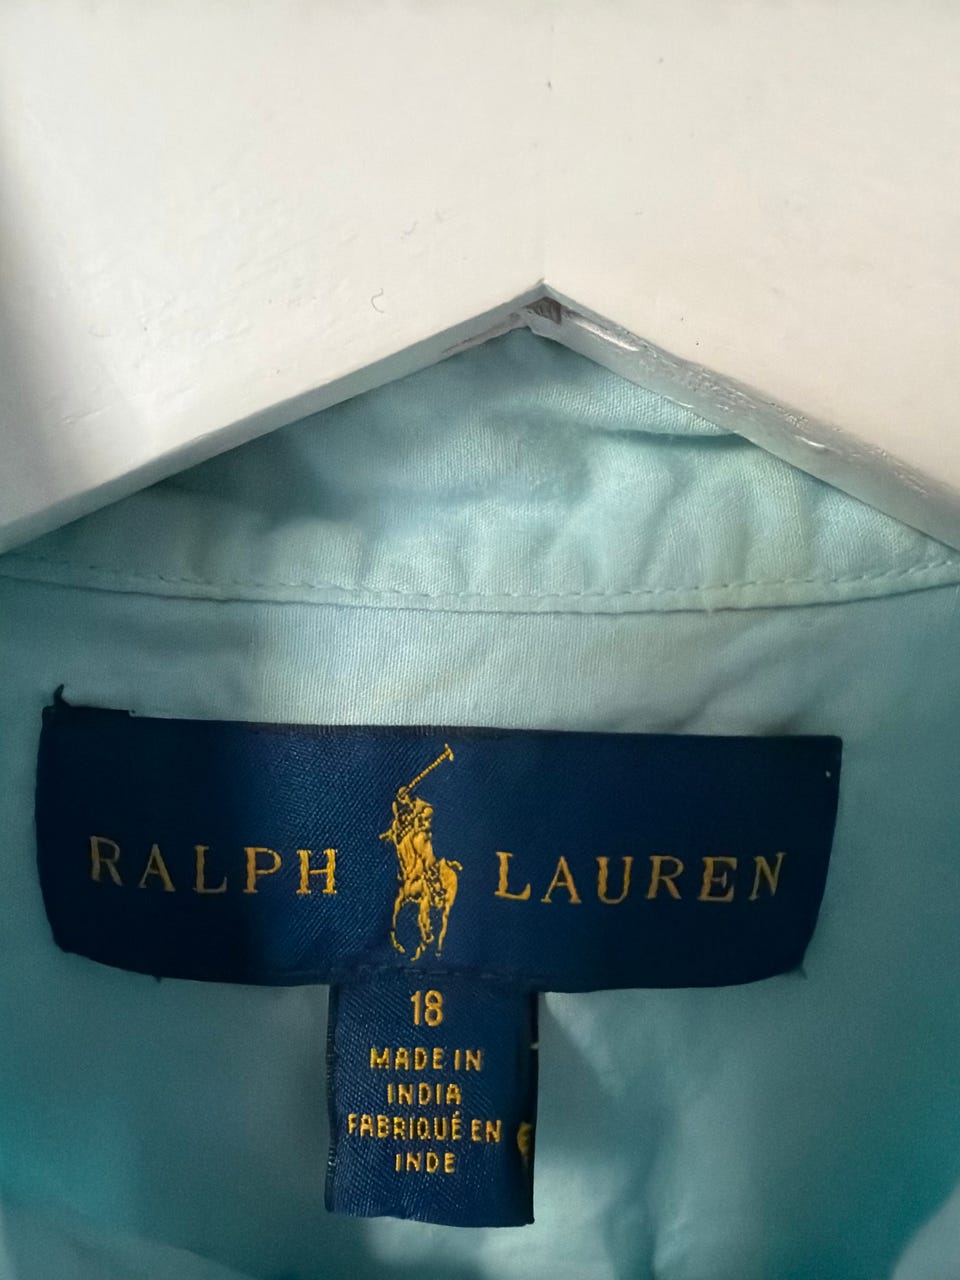 RALPH LAUREN
18
MADE IN
INDIA
FABRIQUÉ EN
INDE